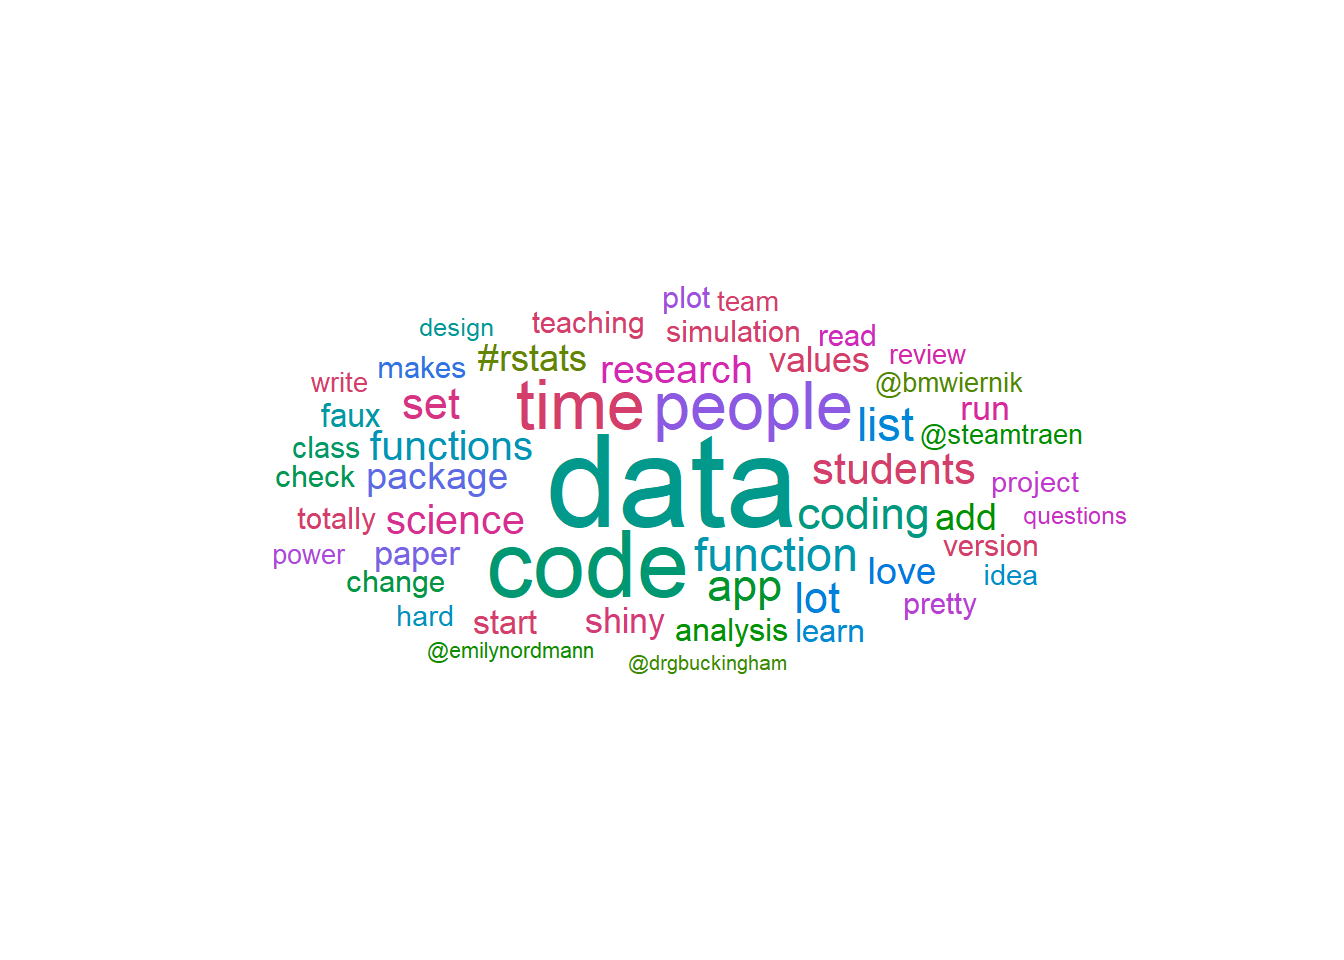 plot team
design teaching simulation read
makes #rstats research values review
write set time people @bmwiernik
faux list run
class functions @steamtraen
check package data students project
totally science coding add questions
power paper code function version
change app lot love idea
hard start shiny analysis learn pretty
@emilynordmann @drgbuckingham